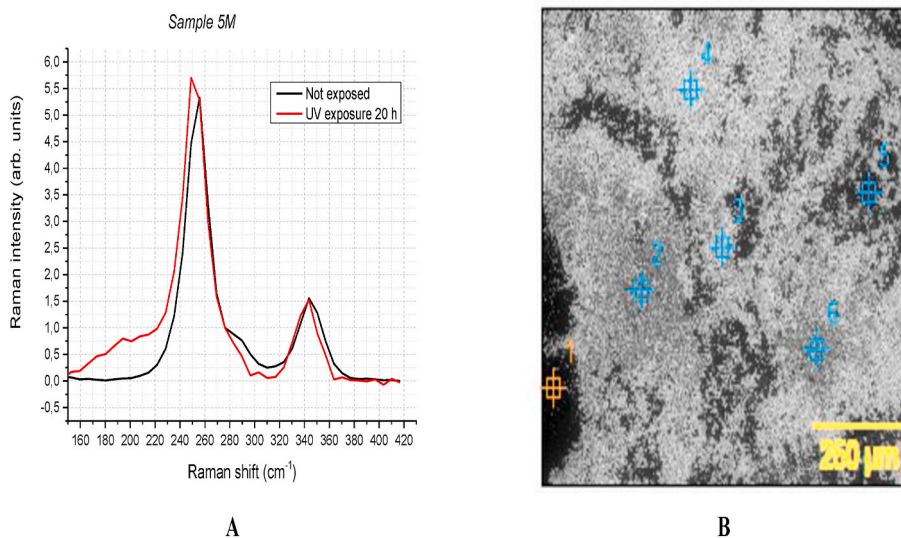 Sample 5M
Raman intensity (arb. units)
6,0
5,5
5,0
4,5
4,0
3,5
3,0
2,5
2,0
1,5
1,0
0,5
0,0
-0,5
Not exposed
UV exposure 20 h
160 180 200 220 240 260 280 300 320 340 360 380 400 420
Raman shift (cm⁻¹)
A
4
5
3
2
6
1
250 µm
B